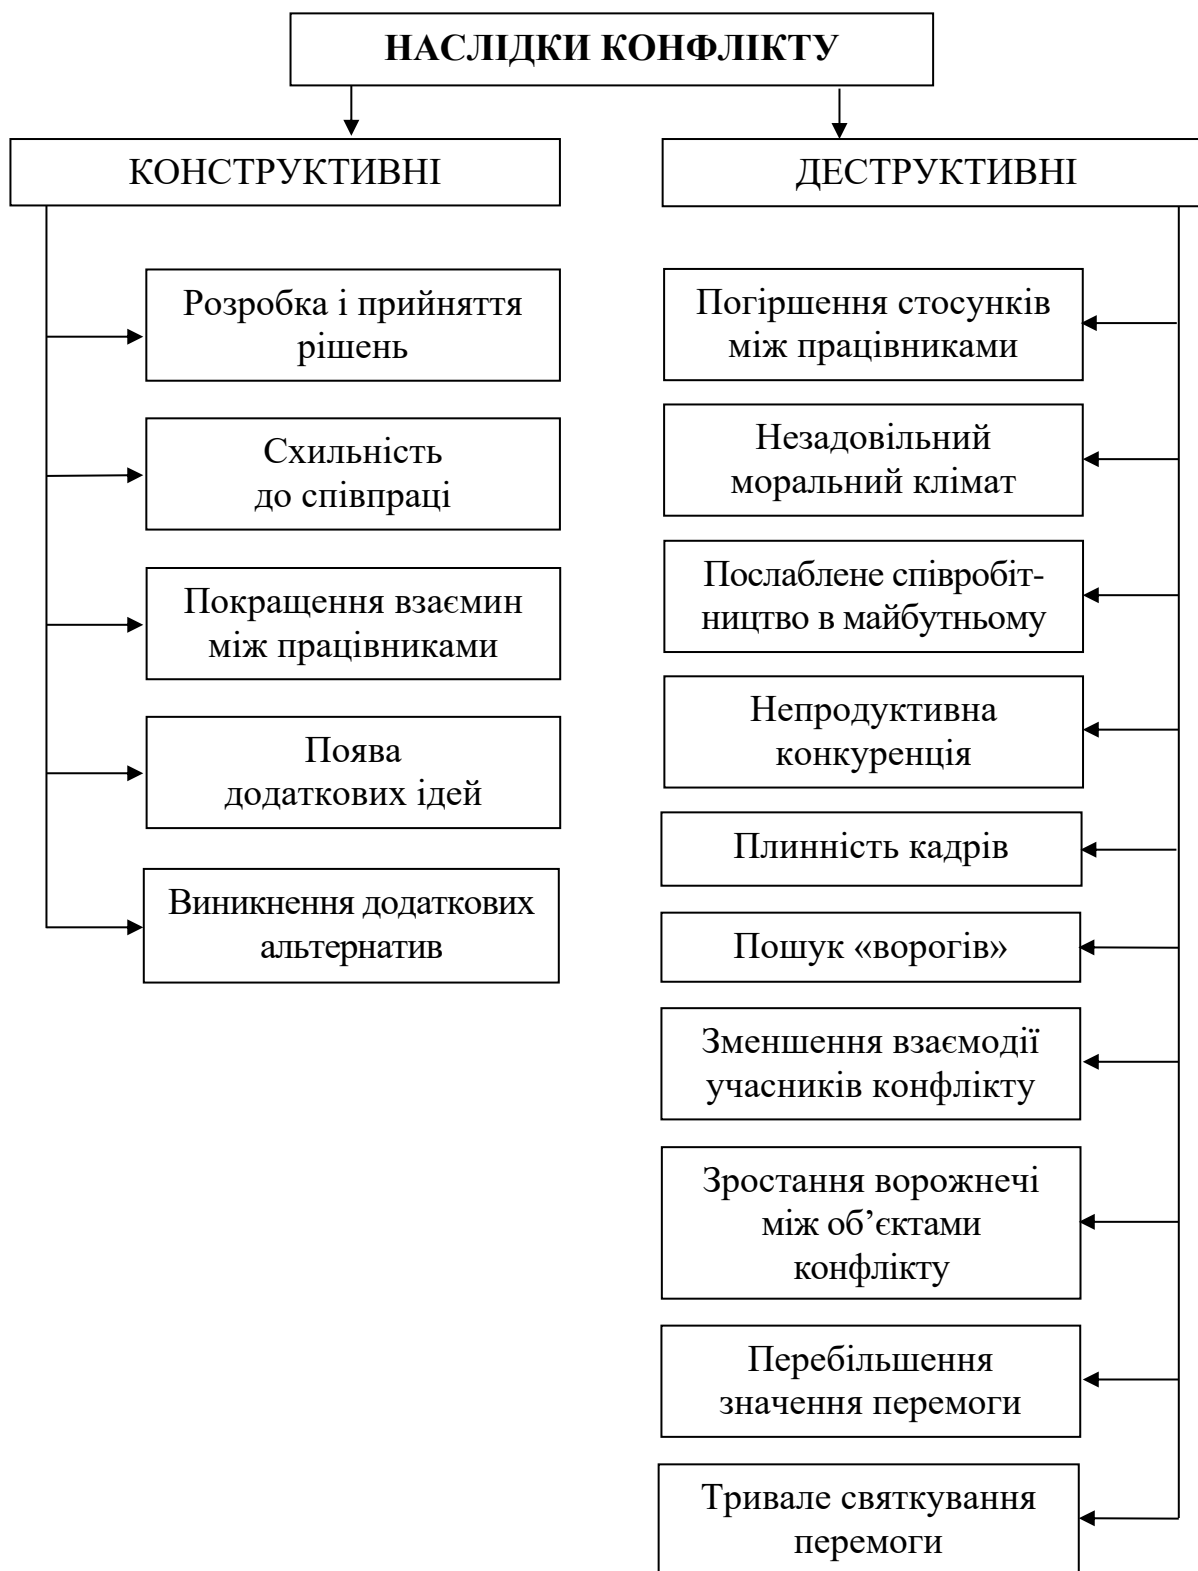 НАСЛІДКИ КОНФЛІКТУ
КОНСТРУКТИВНІ
Розробка і прийняття
рішень
Схильність
до співпраці
Покращення взаємин
між працівниками
Поява
додаткових ідей
Виникнення додаткових
альтернатив
ДЕСТРУКТИВНІ
Погіршення стосунків
між працівниками
Незадовільний
моральний клімат
Послаблене співробіт-
ництво в майбутньому
Непродуктивна
конкуренція
Плинність кадрів
Пошук «ворогів»
Зменшення взаємодії
учасників конфлікту
Зростання ворожнечі
між об’єктами
конфлікту
Перебільшення
значення перемоги
Тривале святкування
перемоги